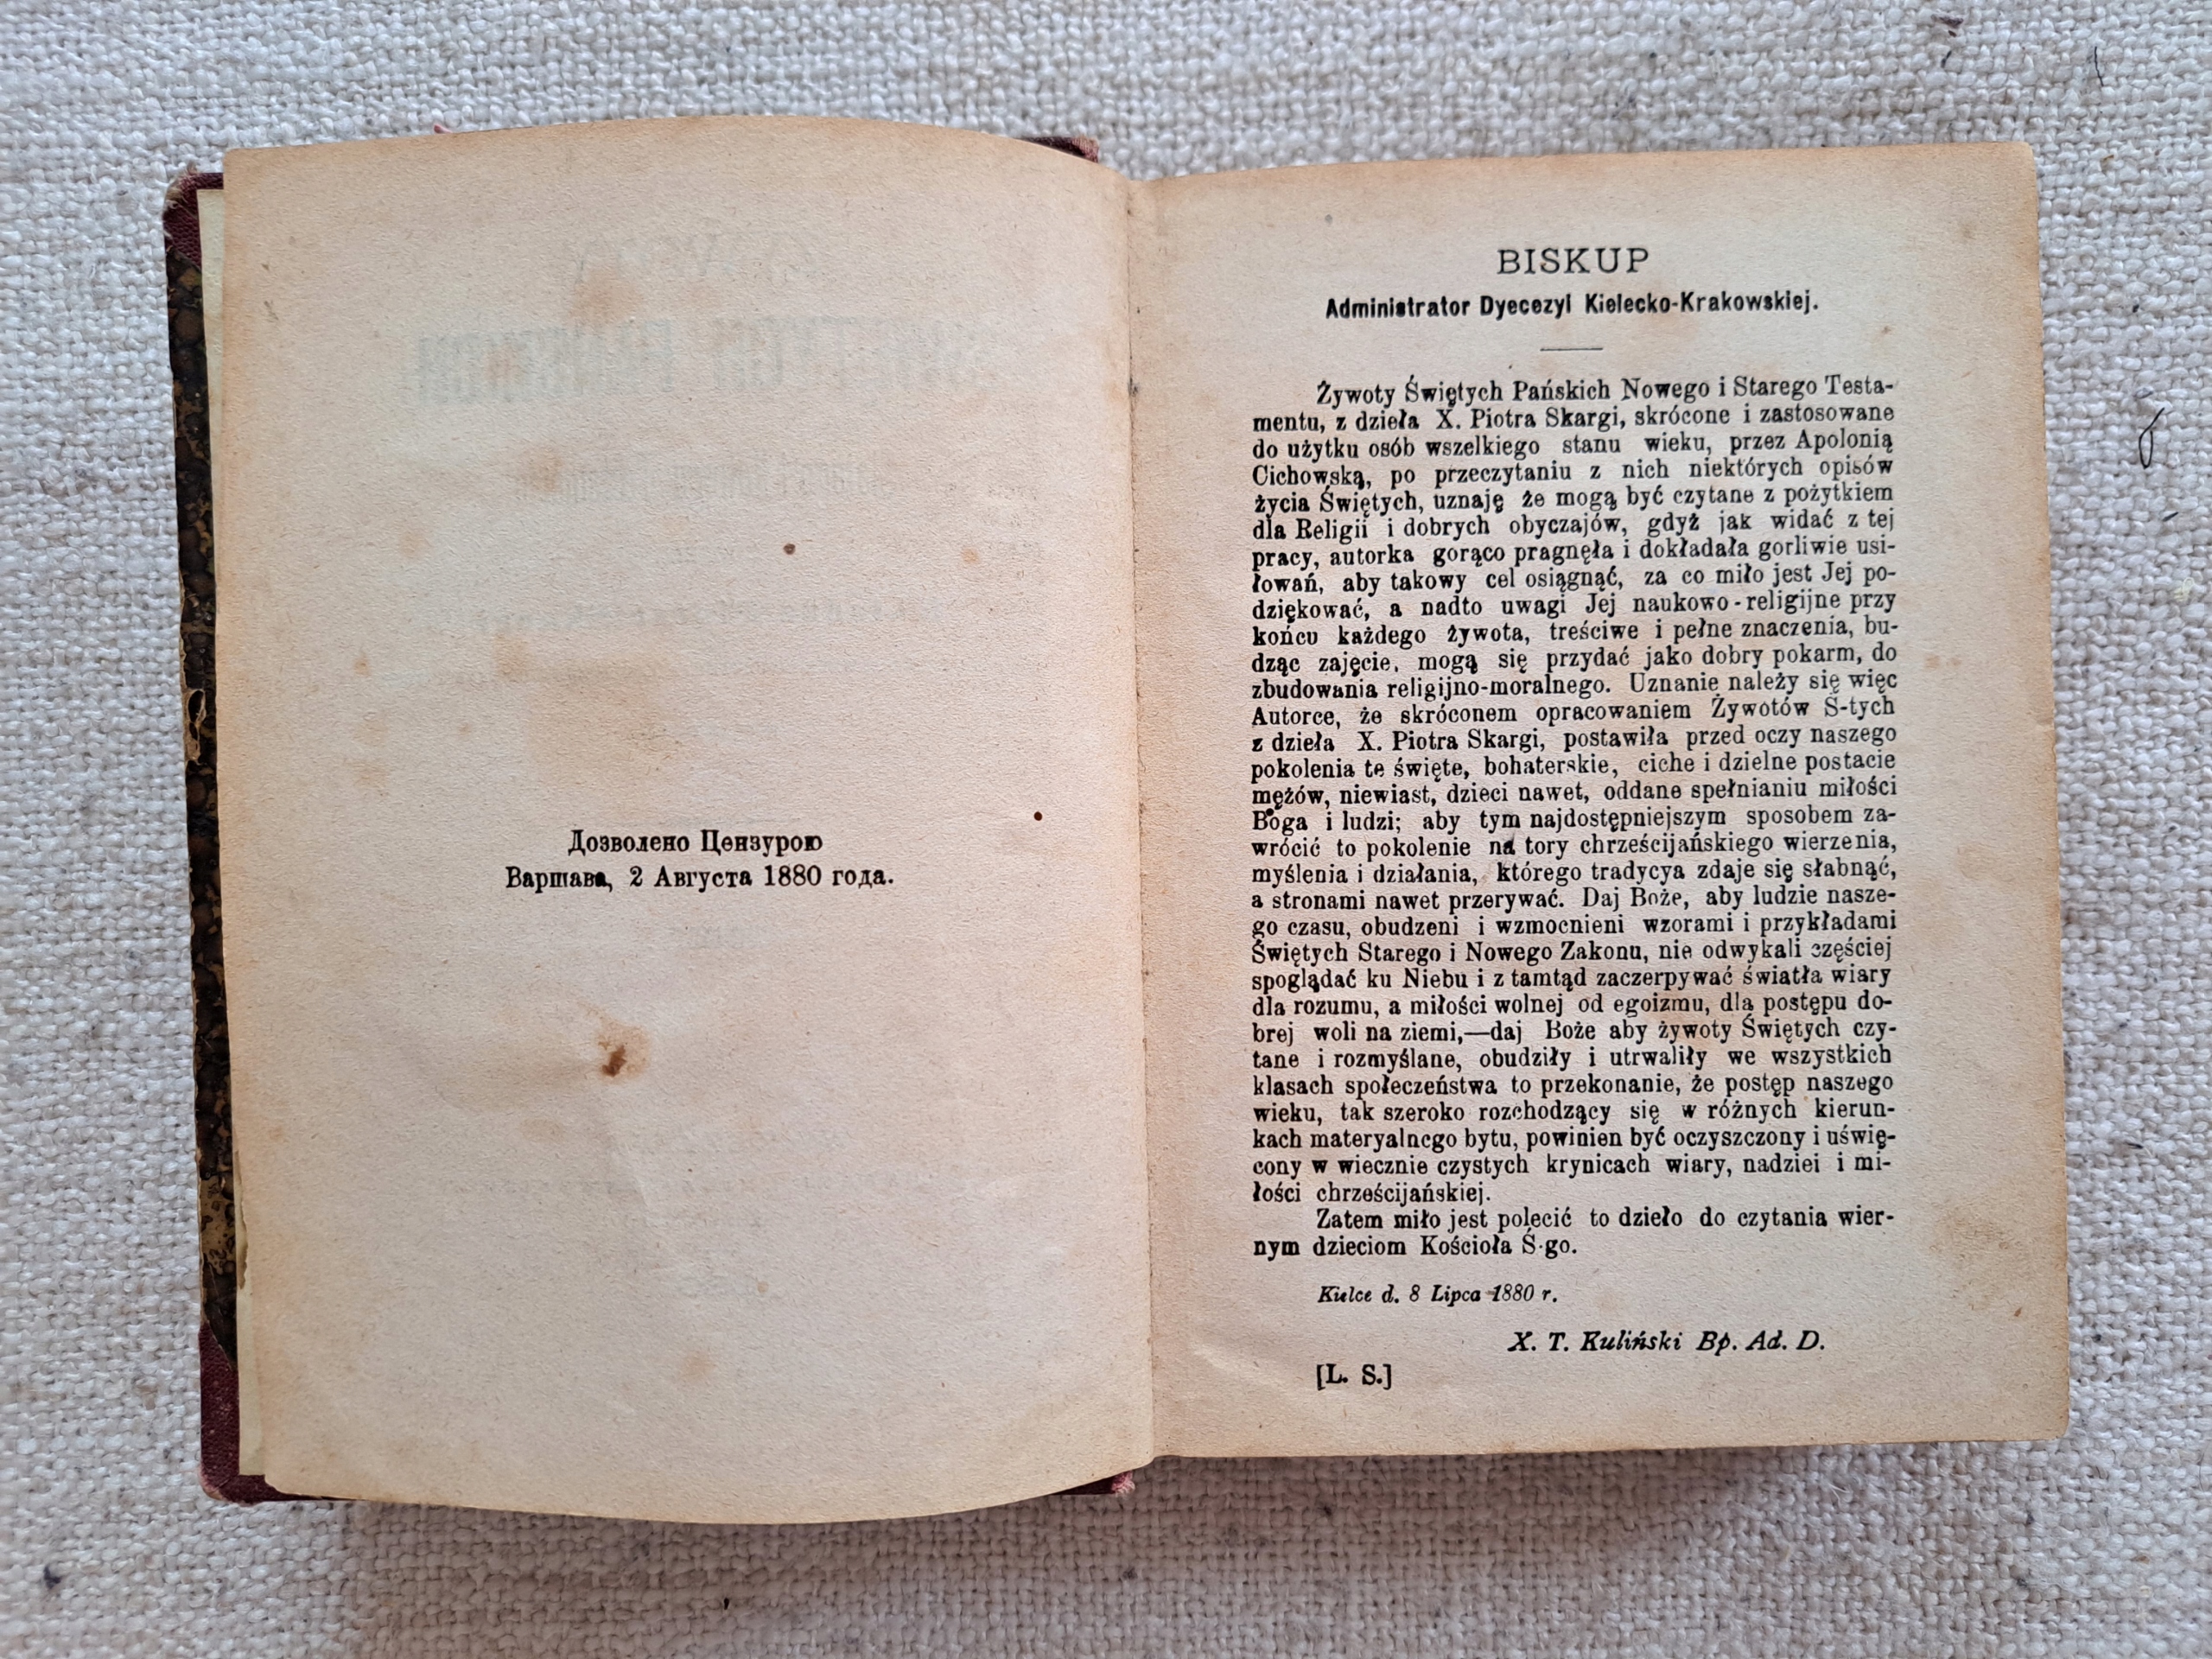 Дозволено Цензурою
Варшава, 2 Августа 1880 года.
BISKUP
Administrator Dyecezyi Kielecko-Krakowskiej.
Żywoty Świętych Pańskich Nowego i Starego Testa-
mentu, z dzieła X. Piotra Skargi, skrócone i zastosowane
do użytku osób wszelkiego stanu wieku, przez Apolonią
Cichowską, po przeczytaniu z nich niektórych opisów
życia Świętych, uznaję że mogą być czytane z pożytkiem
dla Religii i dobrych obyczajów, gdyż jak widać z tej
pracy, autorka gorąco pragnęła i dokładała gorliwie usi-
łowań, aby takowy cel osiągnąć, za co miło jest Jej po-
dziękować, a nadto uwagi Jej naukowo-religijne przy
końcu każdego żywota, treściwe i pełne znaczenia, bu-
dząc zajęcie, mogą się przydać jako dobry pokarm, do
zbudowania religijno-moralnego. Uznanie należy się więc
Autorce, że skróconem opracowaniem Żywotów S-tych
z dzieła X. Piotra Skargi, postawiła przed oczy naszego
pokolenia te święte, bohaterskie, ciche i dzielne postacie
mężów, niewiast, dzieci nawet, oddane spełnianiu miłości
Boga i ludzi; aby tym najdostępniejszym sposobem za-
wrócić to pokolenie na tory chrześcijańskiego wierzenia,
myślenia i działania, którego tradycya zdaje się słabnąć,
a stronami nawet przerywać. Daj Boże, aby ludzie nasze-
go czasu, obudzeni i wzmocnieni wzorami i przykładami
Świętych Starego i Nowego Zakonu, nie odwykali częściej
spoglądać ku Niebu i z tamtąd zaczerpywać światła wiary
dla rozumu, a miłości wolnej od egoizmu, dla postępu do-
brej woli na ziemi,—daj Boże aby żywoty Świętych czy-
tane i rozmyślane, obudziły i utrwaliły we wszystkich
klasach społeczeństwa to przekonanie, że postęp naszego
wieku, tak szeroko rozchodzący się w różnych kierun-
kach materyalnego bytu, powinien być oczyszczony i uświę-
cony w wiecznie czystych krynicach wiary, nadziei i mi-
łości chrześcijańskiej.
Zatem miło jest polecić to dzieło do czytania wier-
nym dzieciom Kościoła Ś-go.
Kielce d. 8 Lipca 1880 r.
X. T. Kuliński Bp. Ad. D.
[L. S.]